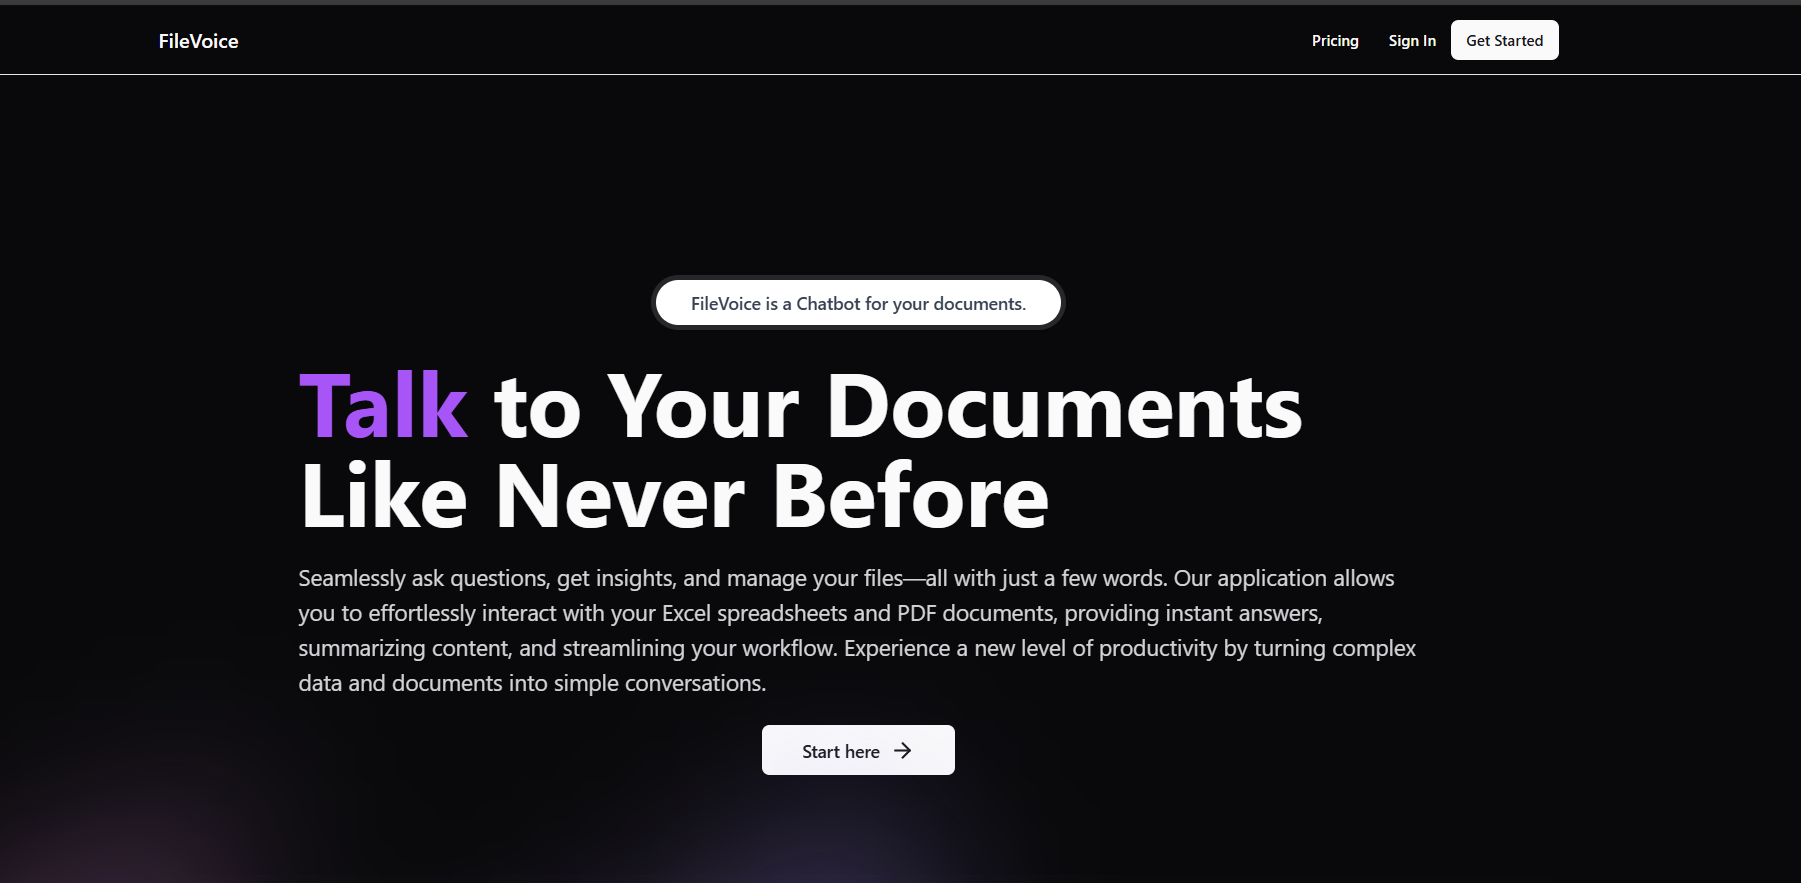 FileVoice
Pricing
Sign In
Get Started
FileVoice is a Chatbot for your documents.
Talk to Your Documents
Like Never Before
Seamlessly ask questions, get insights, and manage your files—all with just a few words. Our application allows
you to effortlessly interact with your Excel spreadsheets and PDF documents, providing instant answers,
summarizing content, and streamlining your workflow. Experience a new level of productivity by turning complex
data and documents into simple conversations.
Start here